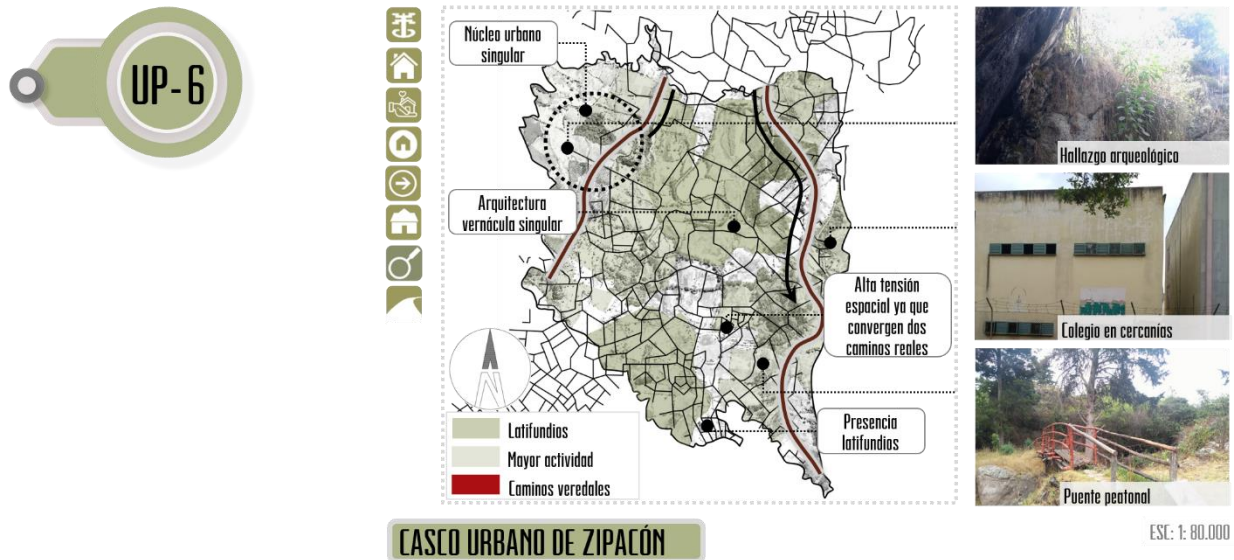 UP-6
Núcleo urbano
singular
Arquitectura
vernácula singular
Alta tensión
espacial ya que
convergen dos
caminos reales
Presencia
latifundios
N
Latifundios
Mayor actividad
Caminos veredales
Hallazgo arqueológico
Colegio en cercanías
Puente peatonal
CASCO URBANO DE ZIPACÓN
ESC: 1: 80.000